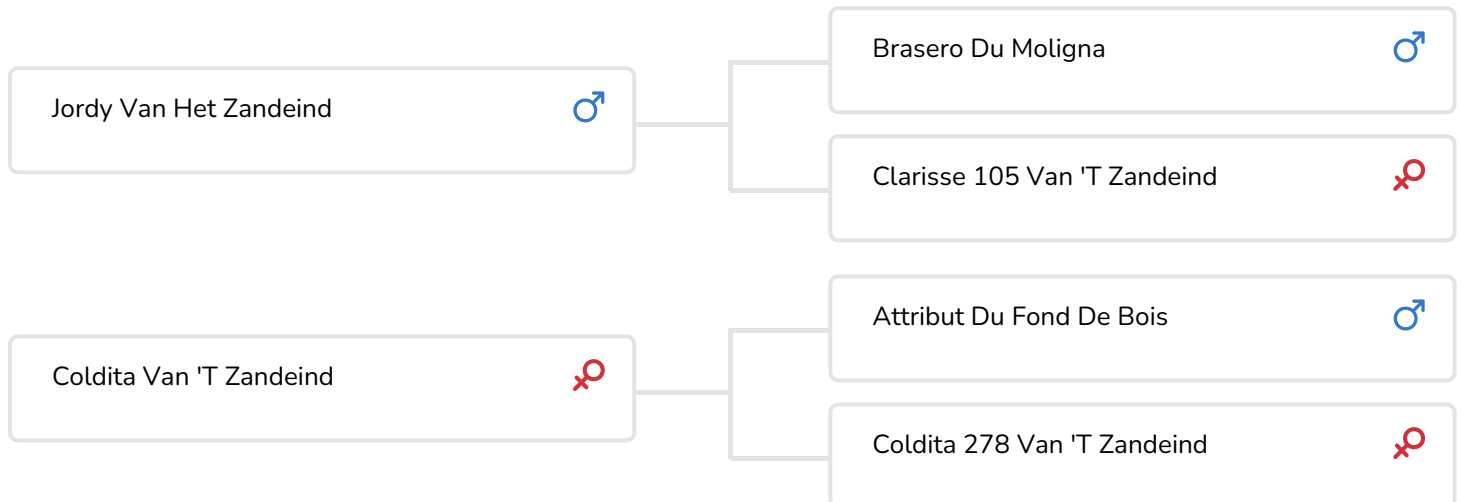 Brasero Du Moligna
Jordy Van Het Zandeind
Clarisse 105 Van 'T Zandeind
Attribut Du Fond De Bois
Coldita Van 'T Zandeind
Coldita 278 Van 'T Zandeind